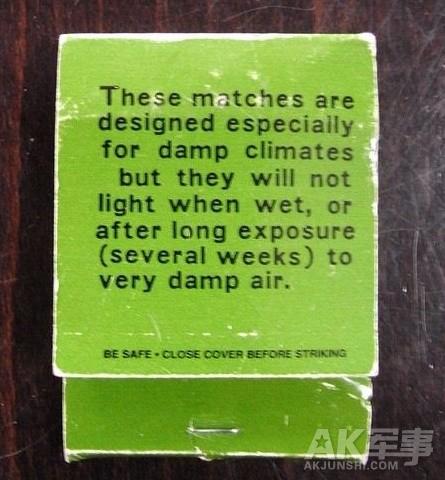 These matches are
designed especially
for damp climates
but they will not
light when wet, or
after long exposure
(several weeks) to
very damp air.
BE SAFE • CLOSE COVER BEFORE STRIKING
AK军事
AKJUNSHI.COM